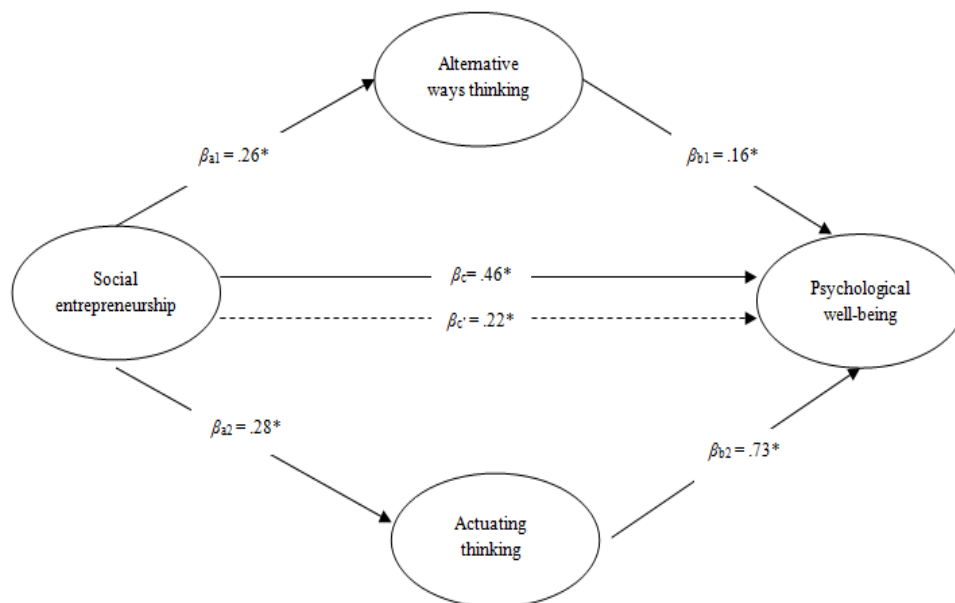 Alternative
ways thinking
βa1 = .26*
βb1 = .16*
Social
entrepreneurship
βc= .46*
βc' = .22*
Psychological
well-being
βa2 = .28*
βb2 = .73*
Actuating
thinking